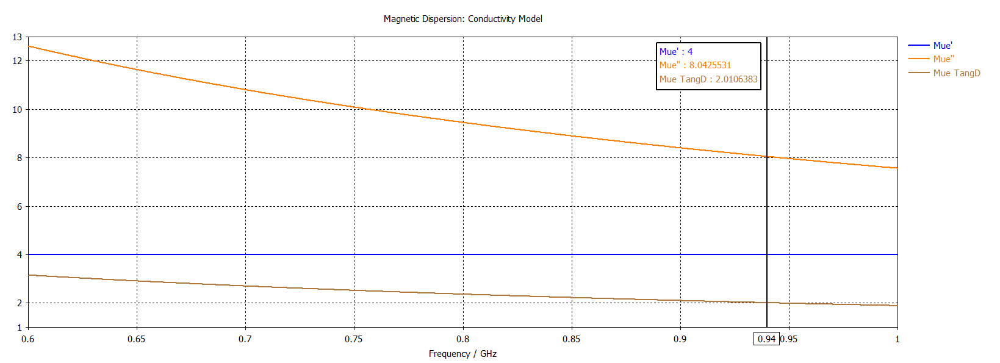 Magnetic Dispersion: Conductivity Model
13
12
10
8
6
4
2
1
Mue' : 4
Mue" : 8.0425531
Mue TangD : 2.0106383
Mue'
Mue"
Mue TangD
0.6 0.65 0.7 0.75 0.8 0.85 0.9 0.94 0.95 1
Frequency / GHz